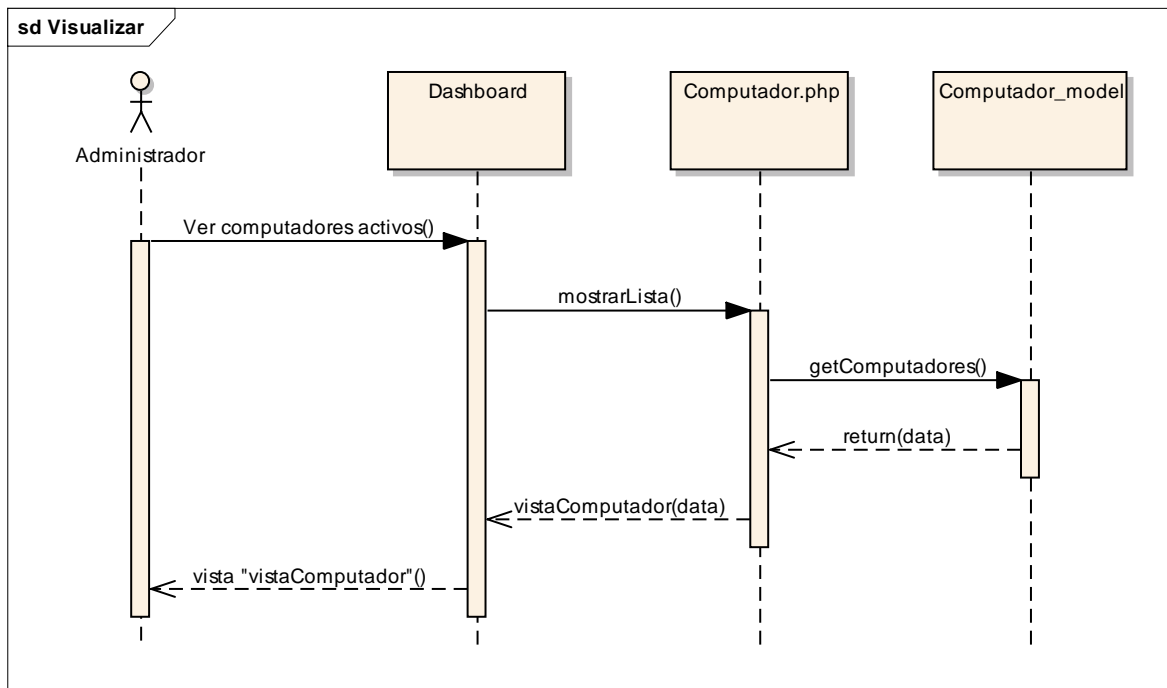 sd Visualizar
Administrador
Dashboard
Computador.php
Computador_model
Ver computadores activos()
mostrarLista()
getComputadores()
return(data)
vistaComputador(data)
vista "vistaComputador"()